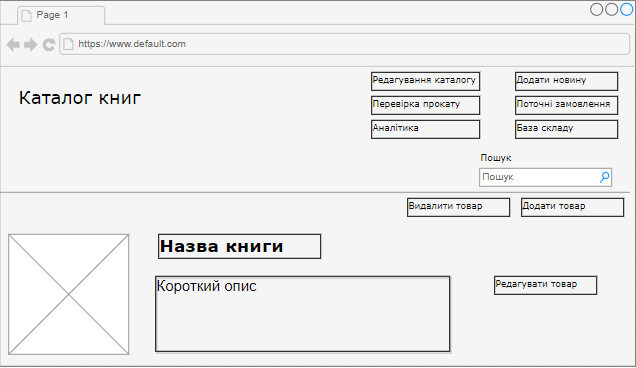 Page 1
https://www.default.com
Каталог книг
Редагування каталогу
Додати новину
Перевірка прокату
Поточні замовлення
Аналітика
База складу
Пошук
Пошук
Видалити товар
Додати товар
Назва книги
Короткий опис
Редагувати товар